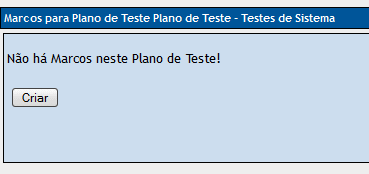 Marcos para Plano de Teste Plano de Teste - Testes de Sistema
Não há Marcos neste Plano de Teste!
Criar